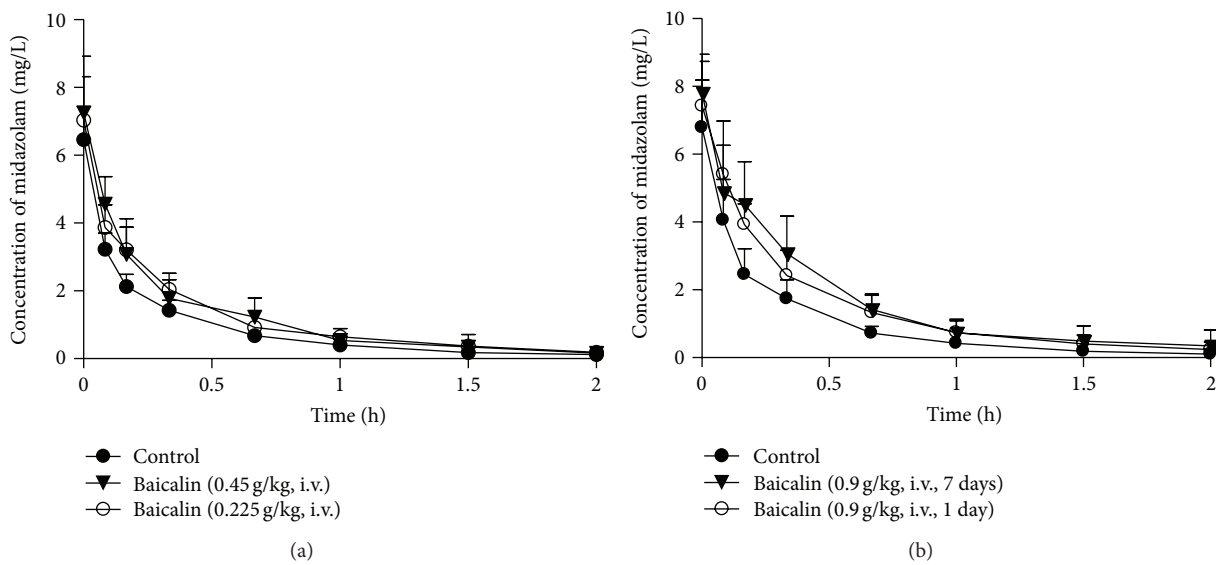 Concentration of midazolam (mg/L)
10
8
6
4
2
0
0
0.5
1
1.5
2
Time (h)
Control
Baicalin (0.45 g/kg, i.v.)
Baicalin (0.225 g/kg, i.v.)
(a)
Concentration of midazolam (mg/L)
10
8
6
4
2
0
0
0.5
1
1.5
2
Time (h)
Control
Baicalin (0.9 g/kg, i.v., 7 days)
Baicalin (0.9 g/kg, i.v., 1 day)
(b)